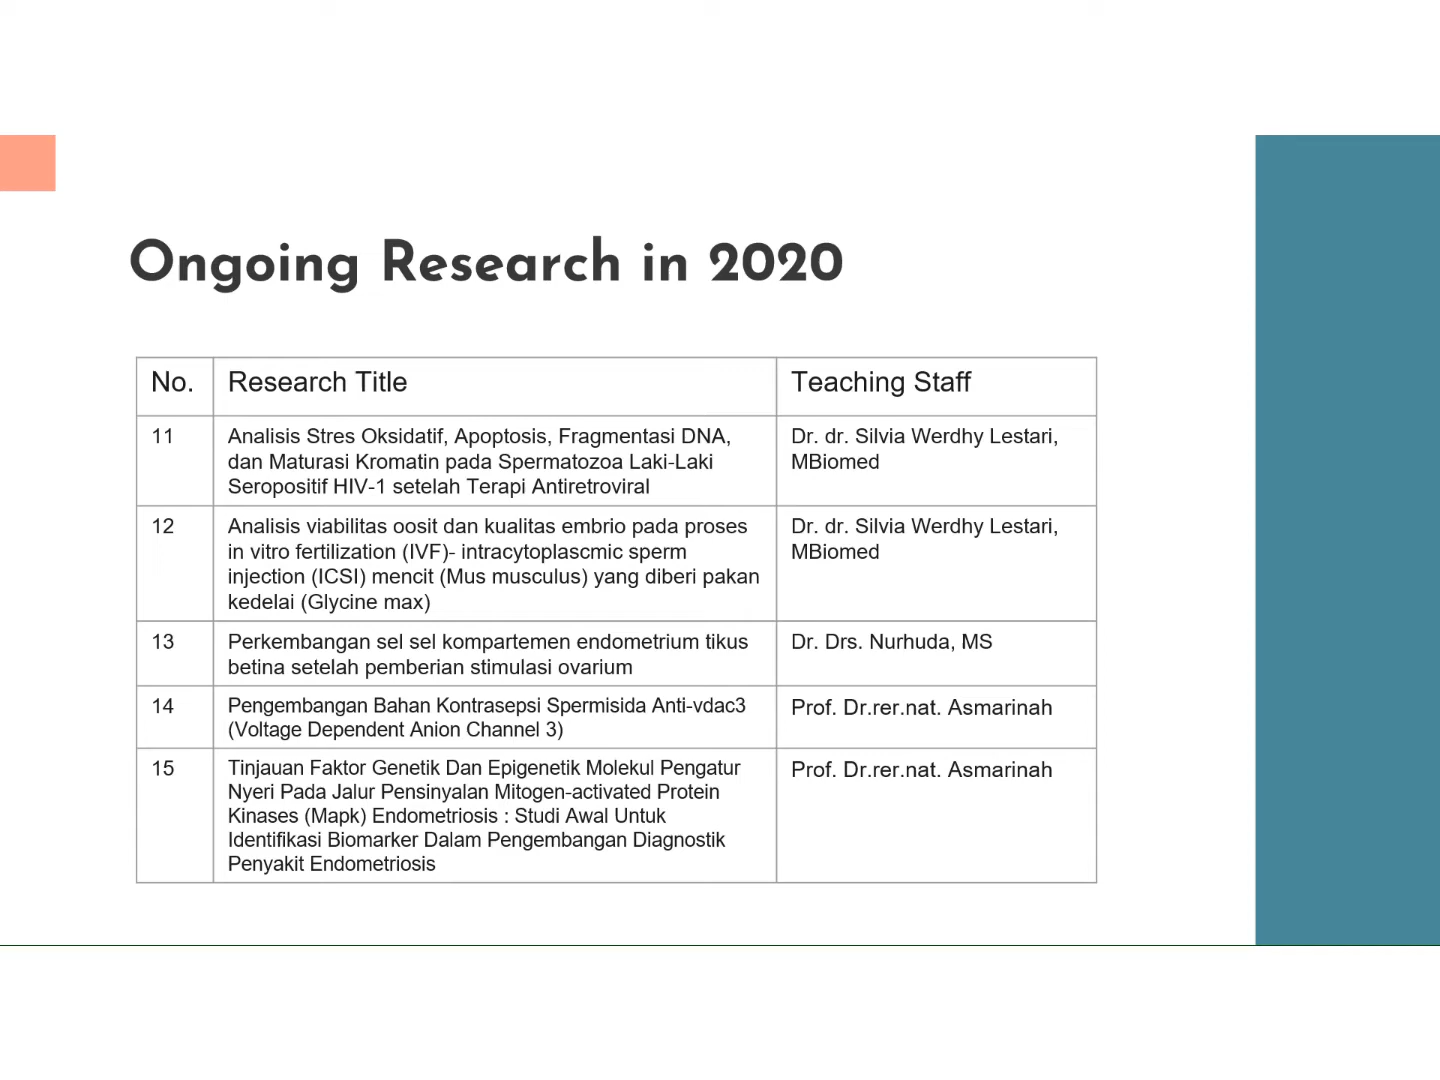 Ongoing Research in 2020
No. Research Title Teaching Staff
11 Analisis Stres Oksidatif, Apoptosis, Fragmentasi DNA, Dr. dr. Silvia Werdhy Lestari,
dan Maturasi Kromatin pada Spermatozoa Laki-Laki MBiomed
Seropositif HIV-1 setelah Terapi Antiretroviral
12 Analisis viabilitas oosit dan kualitas embrio pada proses Dr. dr. Silvia Werdhy Lestari,
in vitro fertilization (IVF)- intracytoplascmic sperm MBiomed
injection (ICSI) mencit (Mus musculus) yang diberi pakan
kedelai (Glycine max)
13 Perkembangan sel sel kompartemen endometrium tikus Dr. Drs. Nurhuda, MS
betina setelah pemberian stimulasi ovarium
14 Pengembangan Bahan Kontrasepsi Spermisida Anti-vdac3 Prof. Dr.rer.nat. Asmarinah
(Voltage Dependent Anion Channel 3)
15 Tinjauan Faktor Genetik Dan Epigenetik Molekul Pengatur Prof. Dr.rer.nat. Asmarinah
Nyeri Pada Jalur Pensinyalan Mitogen-activated Protein
Kinases (Mapk) Endometriosis : Studi Awal Untuk
Identifikasi Biomarker Dalam Pengembangan Diagnostik
Penyakit Endometriosis